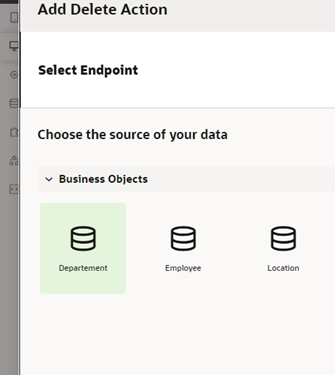 Add Delete Action
Select Endpoint
Choose the source of your data
Business Objects
Departement
Employee
Location